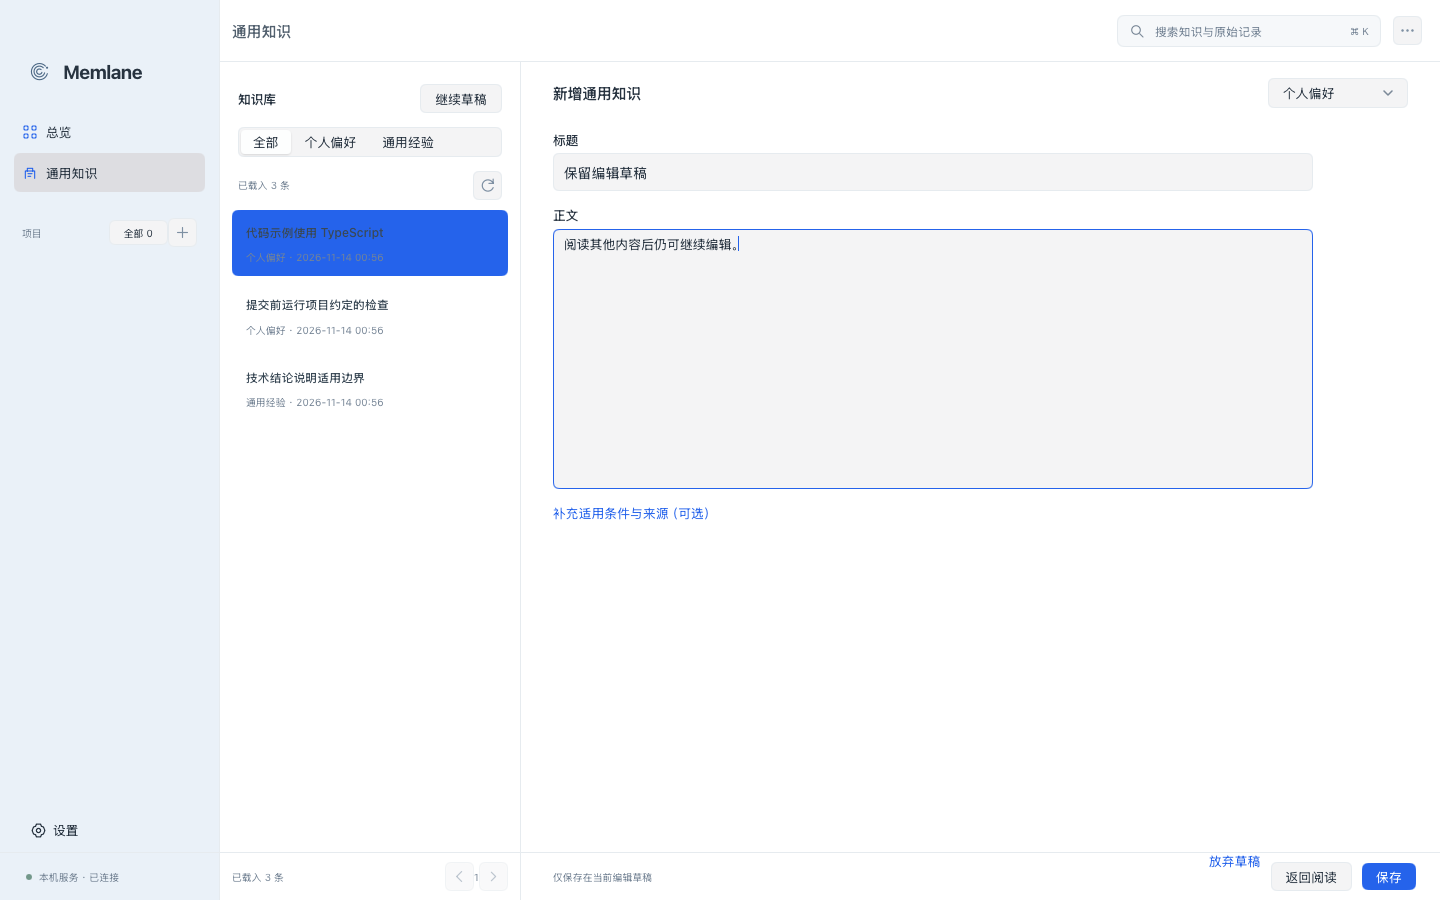 Memlane
总览
通用知识
项目
全部 0
设置
本机服务 · 已连接
通用知识
搜索知识与原始记录
⌘ K
知识库
继续草稿
全部
个人偏好
通用经验
已载入 3 条
代码示例使用 TypeScript
个人偏好 · 2026-11-14 00:56
提交前运行项目约定的检查
个人偏好 · 2026-11-14 00:56
技术结论说明适用边界
通用经验 · 2026-11-14 00:56
已载入 3 条
1
新增通用知识
个人偏好
标题
保留编辑草稿
正文
阅读其他内容后仍可继续编辑。
补充适用条件与来源 (可选)
仅保存在当前编辑草稿
放弃草稿
返回阅读
保存